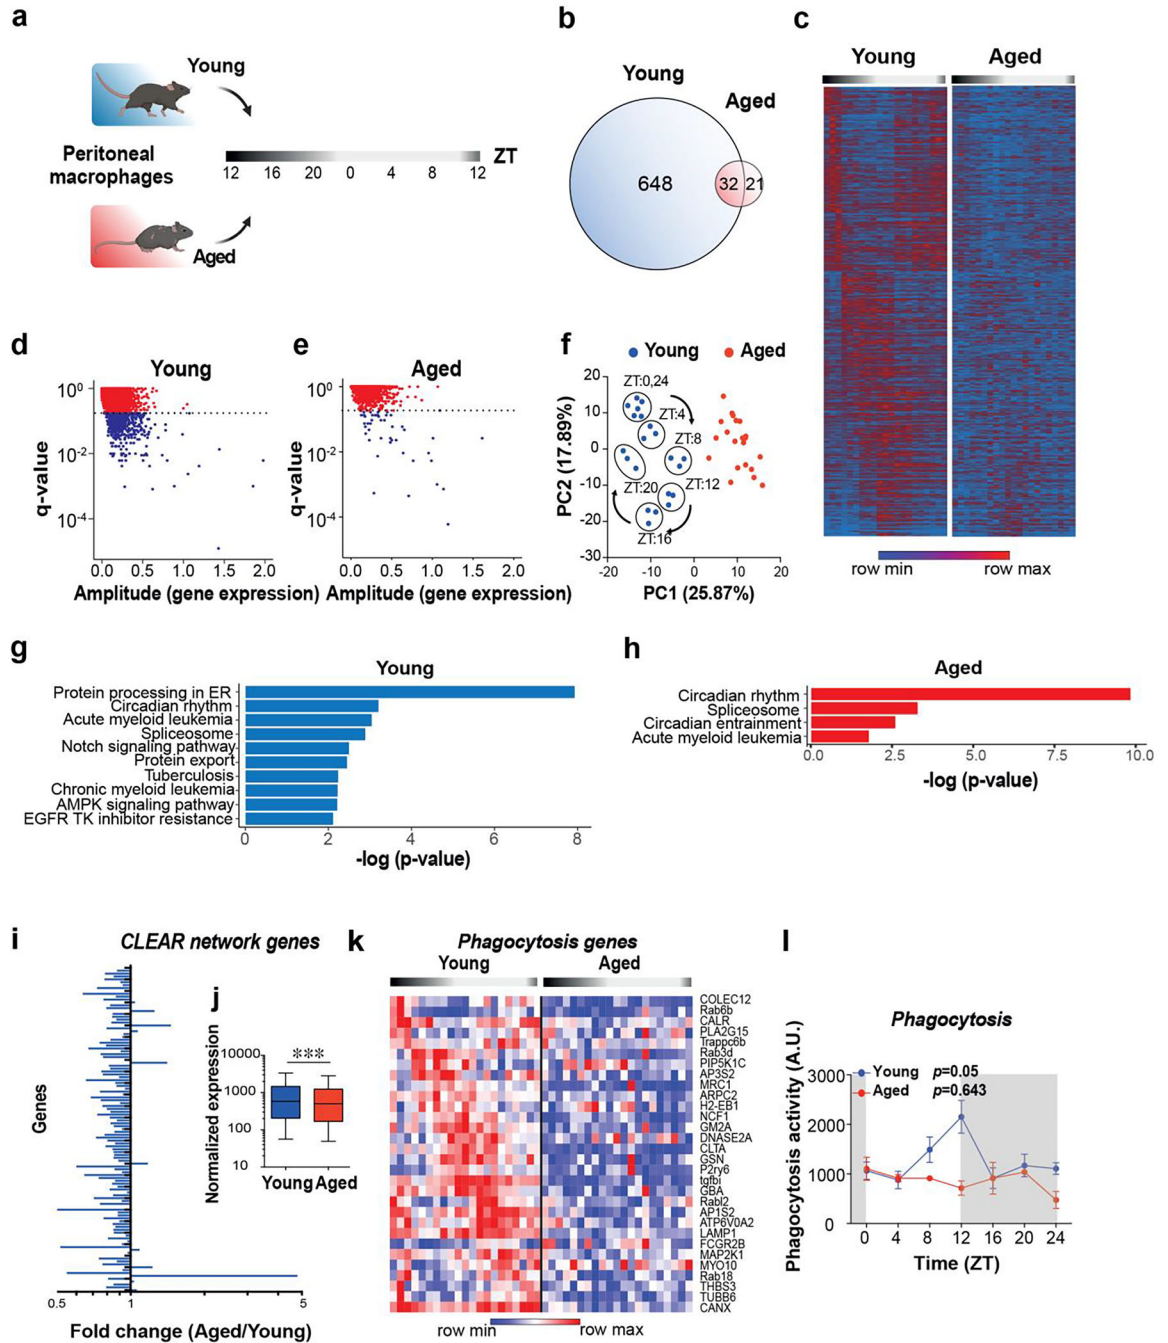 a
Young
Peritoneal
macrophages
ZT
12 16 20 0 4 8 12
Aged
b
Young
Aged
648
32
21
c
Young Aged
row min row max
d
Young
10⁰
10⁻²
10⁻⁴
q-value
0.0 0.5 1.0 1.5 2.0
Amplitude (gene expression)
e
Aged
10⁰
10⁻²
10⁻⁴
q-value
0.0 0.5 1.0 1.5 2.0
Amplitude (gene expression)
f
Young Aged
20
10
0
-10
-20
-30
PC2 (17.89%)
ZT:0,24
ZT:4
ZT:8
ZT:20
ZT:12
ZT:16
-20 -10 0 10 20
PC1 (25.87%)
g
Young
Protein processing in ER
Circadian rhythm
Acute myeloid leukemia
Spliceosome
Notch signaling pathway
Protein export
Tuberculosis
Chronic myeloid leukemia
AMPK signaling pathway
EGFR TK inhibitor resistance
0 2 4 6 8
-log (p-value)
h
Aged
Circadian rhythm
Spliceosome
Circadian entrainment
Acute myeloid leukemia
0.0 2.5 5.0 7.5 10.0
-log (p-value)
i
CLEAR network genes
Genes
0.5 1 5
Fold change (Aged/Young)
j
Normalized expression
10000
1000
100
10
***
Young Aged
k
Phagocytosis genes
Young Aged
COLEC12
Rab6b
CALR
PLA2G15
Trappc6b
Rab3d
PIP5K1C
AP3S2
MRC1
ARPC2
H2-EB1
NCF1
GM2A
DNASE2A
CLTA
GSN
P2ry6
tgfbi
GBA
Rabl2
AP1S2
ATP6V0A2
LAMP1
FCGR2B
MAP2K1
MYO10
Rab18
THBS3
TUBB6
CANX
row min row max
l
Phagocytosis
Phagocytosis activity (A.U.)
Young p=0.05
Aged p=0.643
3000
2000
1000
0
0 4 8 12 16 20 24
Time (ZT)